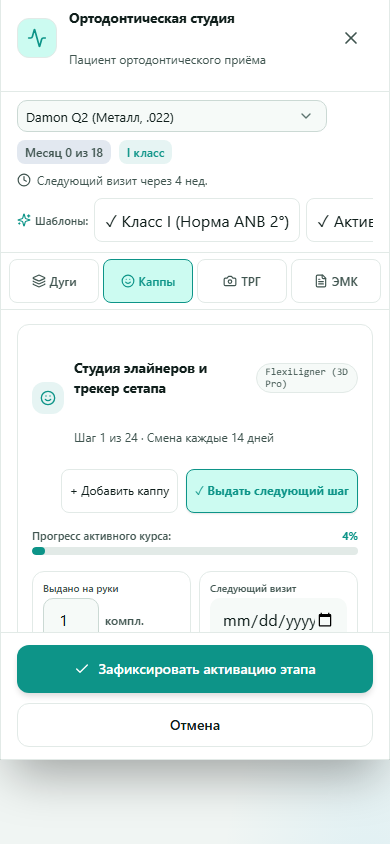 Ортодонтическая студия
Пациент ортодонтического приёма
Damon Q2 (Металл, .022)
Месяц 0 из 18
I класс
Следующий визит через 4 нед.
Шаблоны:
✓ Класс I (Норма ANB 2°)
✓ Актив
Дуги
Каппы
ТРГ
ЭМК
Студия элайнеров и
трекер сетапа
FlexiLigner (3D
Pro)
Шаг 1 из 24 · Смена каждые 14 дней
+ Добавить каппу
✓ Выдать следующий шаг
Прогресс активного курса:
4%
Выдано на руки
1
компл.
Следующий визит
mm/dd/yyyy
Зафиксировать активацию этапа
Отмена